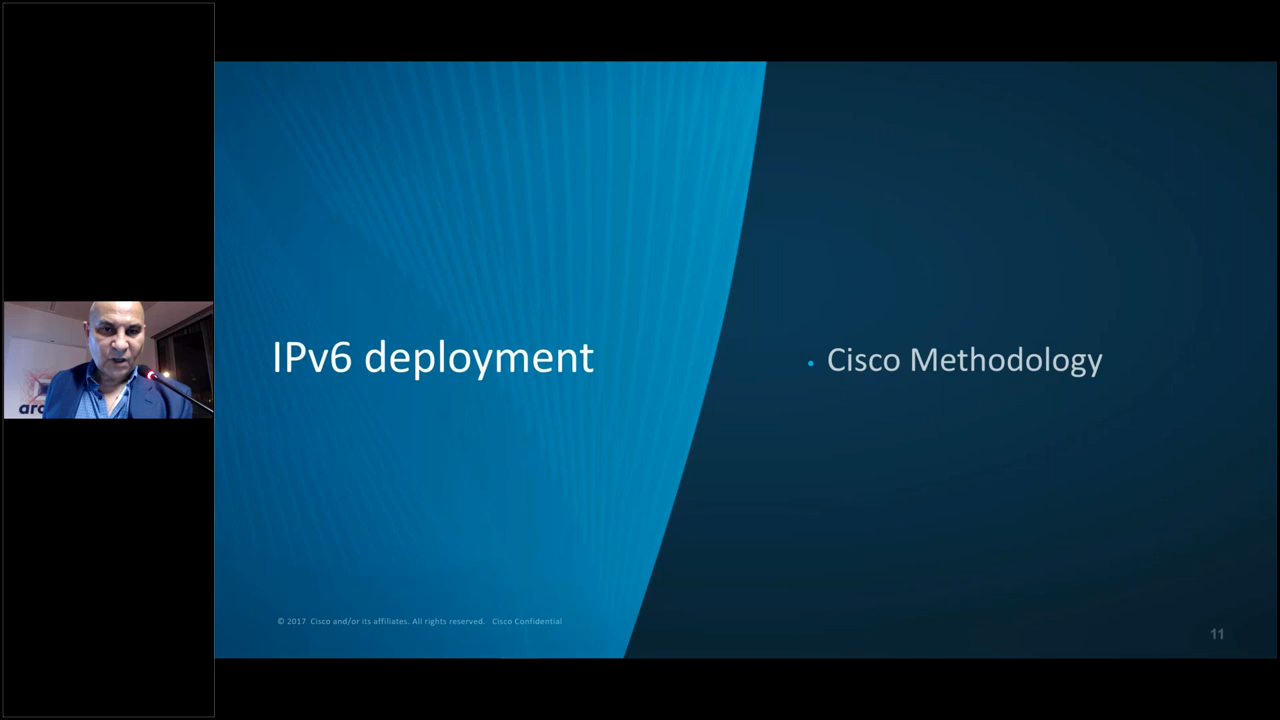 IPv6 deployment
• Cisco Methodology
© 2017 Cisco and/or its affiliates. All rights reserved. Cisco Confidential
11